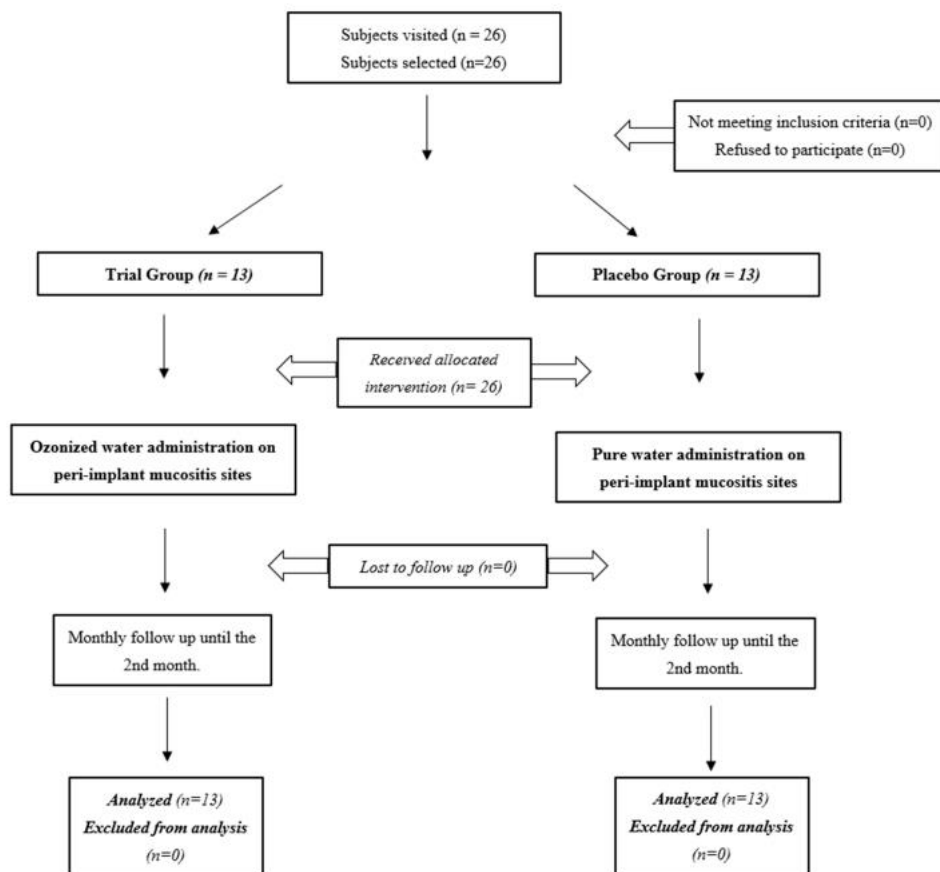 Subjects visited (n = 26)
Subjects selected (n=26)
Not meeting inclusion criteria (n=0)
Refused to participate (n=0)
Trial Group (n = 13)
Placebo Group (n = 13)
Received allocated
intervention (n= 26)
Ozonized water administration on
peri-implant mucositis sites
Pure water administration on
peri-implant mucositis sites
Lost to follow up (n=0)
Monthly follow up until the
2nd month.
Monthly follow up until the
2nd month.
Analyzed (n=13)
Excluded from analysis
(n=0)
Analyzed (n=13)
Excluded from analysis
(n=0)